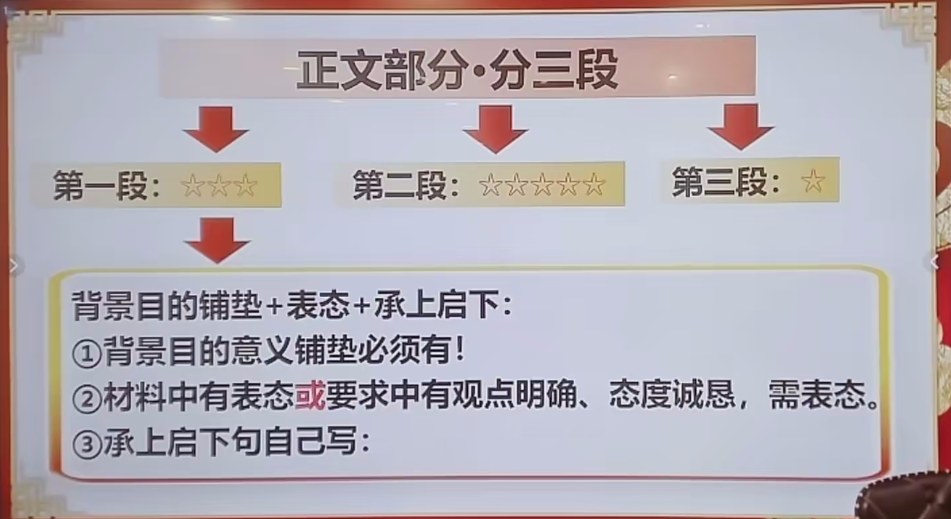 正文部分·分三段
第一段：☆☆☆
第二段：☆☆☆☆☆
第三段：☆
背景目的铺垫+表态+承上启下：
①背景目的意义铺垫必须有！
②材料中有表态或要求中有观点明确、态度诚恳，需表态。
③承上启下句自己写：